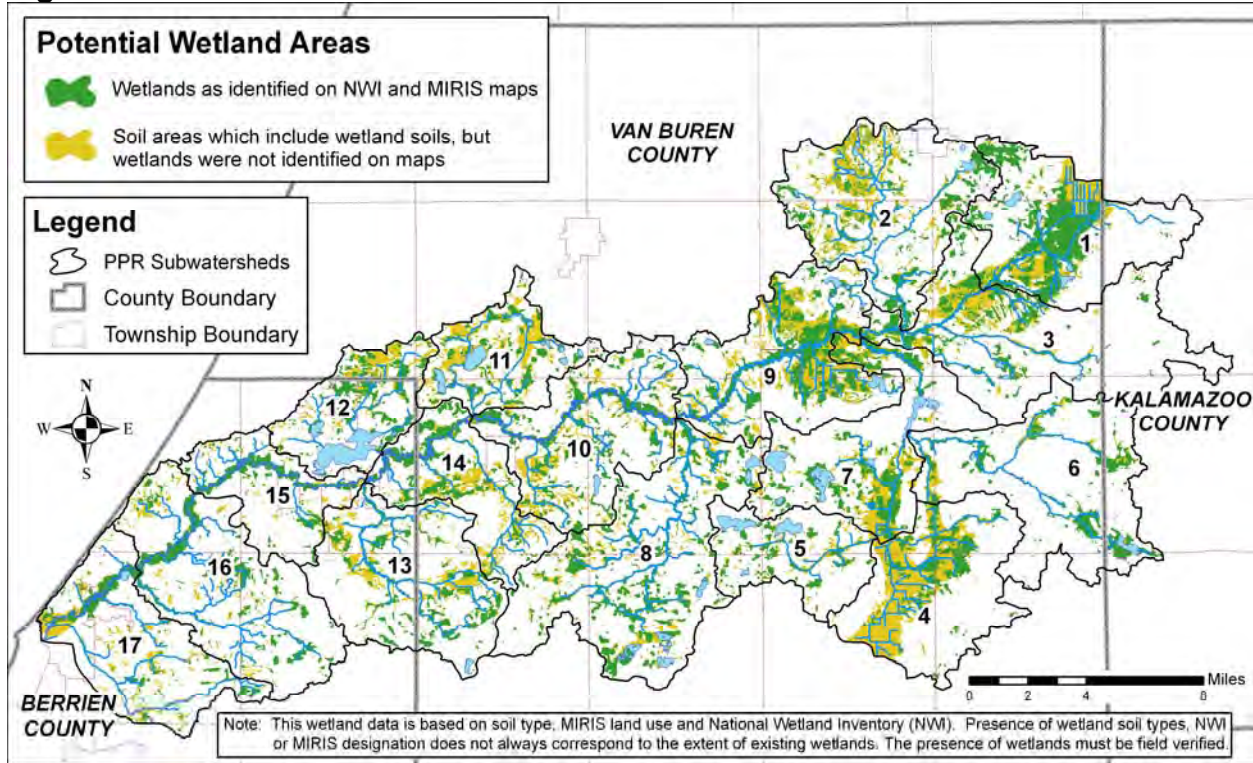 Potential Wetland Areas
Wetlands as identified on NWI and MIRIS maps
Soil areas which include wetland soils, but
wetlands were not identified on maps
Legend
PPR Subwatersheds
County Boundary
Township Boundary
N
W E
S
VAN BUREN
COUNTY
KALAMAZOO
COUNTY
BERRIEN
COUNTY
2
1
3
11
9
12
10
14
6
7
15
8
5
13
16
4
17
Miles
0 2 4 8
Note: This wetland data is based on soil type, MIRIS land use and National Wetland Inventory (NWI). Presence of wetland soil types, NWI
or MIRIS designation does not always correspond to the extent of existing wetlands. The presence of wetlands must be field verified.